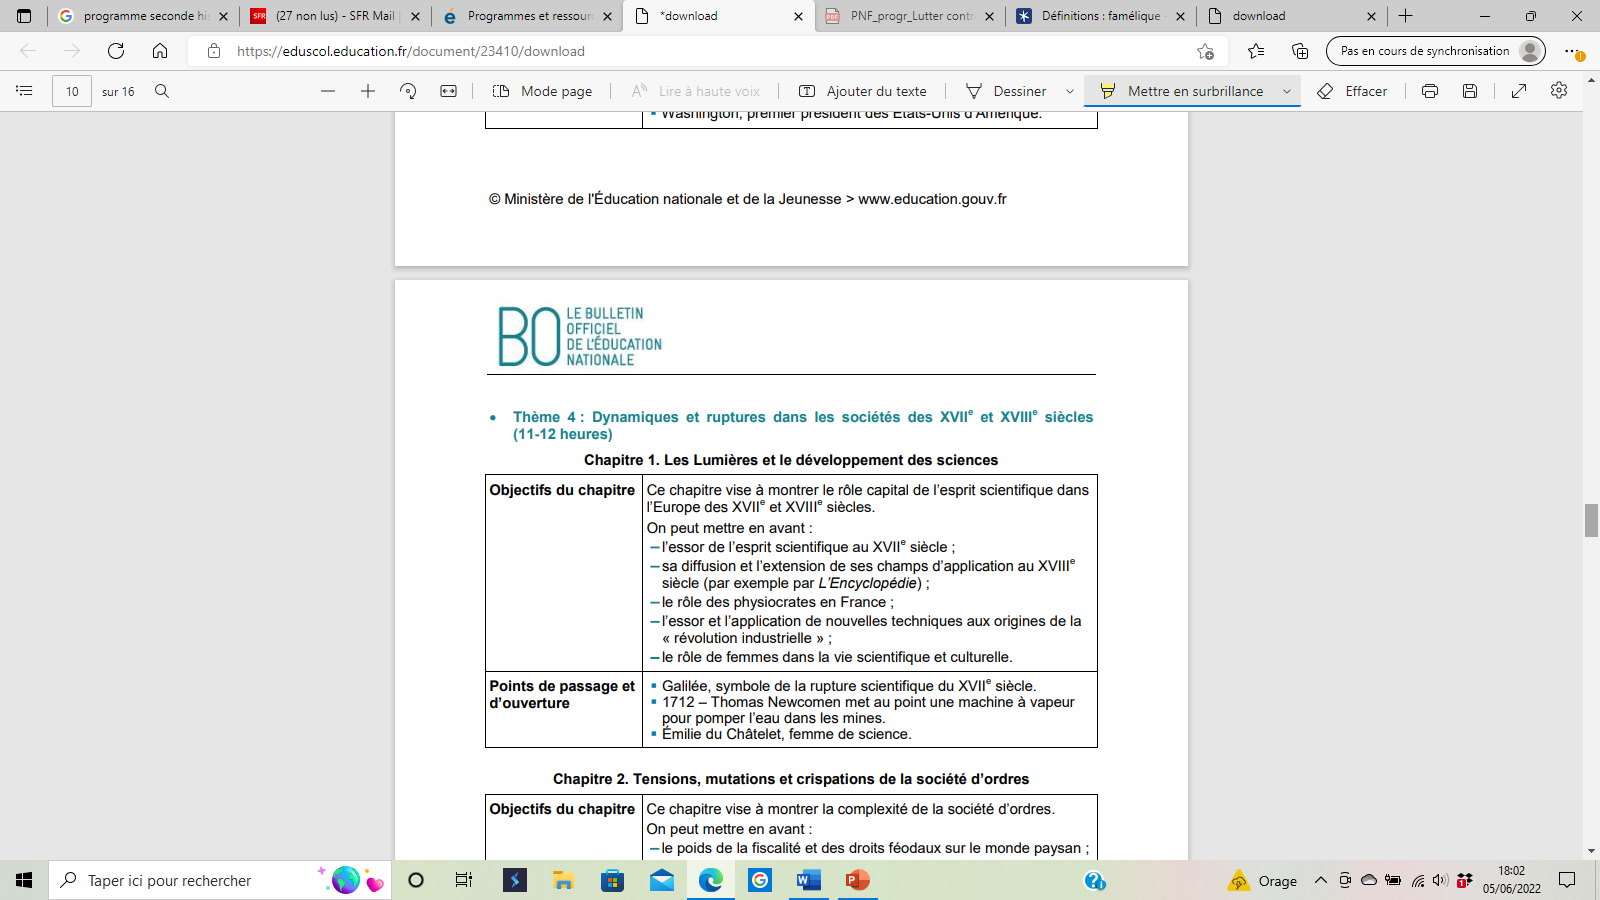 programme seconde his
(27 non lus) - SFR Mail
Programmes et ressourc
*download
PNF_progr_Lutter contr
Définitions : famélique -
download
https://eduscol.education.fr/document/23410/download
Pas en cours de synchronisation
10 sur 16
Mode page
Lire à haute voix
Ajouter du texte
Dessiner
Mettre en surbrillance
Effacer
Washington, premier président des États-Unis d'Amérique.
© Ministère de l'Éducation nationale et de la Jeunesse > www.education.gouv.fr
BO LE BULLETIN
OFFICIEL
DE L'ÉDUCATION
NATIONALE
• Thème 4 : Dynamiques et ruptures dans les sociétés des XVIIe et XVIIIe siècles
(11-12 heures)
Chapitre 1. Les Lumières et le développement des sciences
Objectifs du chapitre
Ce chapitre vise à montrer le rôle capital de l'esprit scientifique dans
l'Europe des XVIIe et XVIIIe siècles.
On peut mettre en avant :
– l'essor de l'esprit scientifique au XVIIe siècle ;
– sa diffusion et l'extension de ses champs d'application au XVIIIe
siècle (par exemple par L'Encyclopédie) ;
– le rôle des physiocrates en France ;
– l'essor et l'application de nouvelles techniques aux origines de la
« révolution industrielle » ;
– le rôle de femmes dans la vie scientifique et culturelle.
Points de passage et
d'ouverture
▪ Galilée, symbole de la rupture scientifique du XVIIe siècle.
▪ 1712 – Thomas Newcomen met au point une machine à vapeur
pour pomper l'eau dans les mines.
▪ Émilie du Châtelet, femme de science.
Chapitre 2. Tensions, mutations et crispations de la société d'ordres
Objectifs du chapitre
Ce chapitre vise à montrer la complexité de la société d'ordres.
On peut mettre en avant :
– le poids de la fiscalité et des droits féodaux sur le monde paysan ;
Taper ici pour rechercher
Orage
18:02
05/06/2022